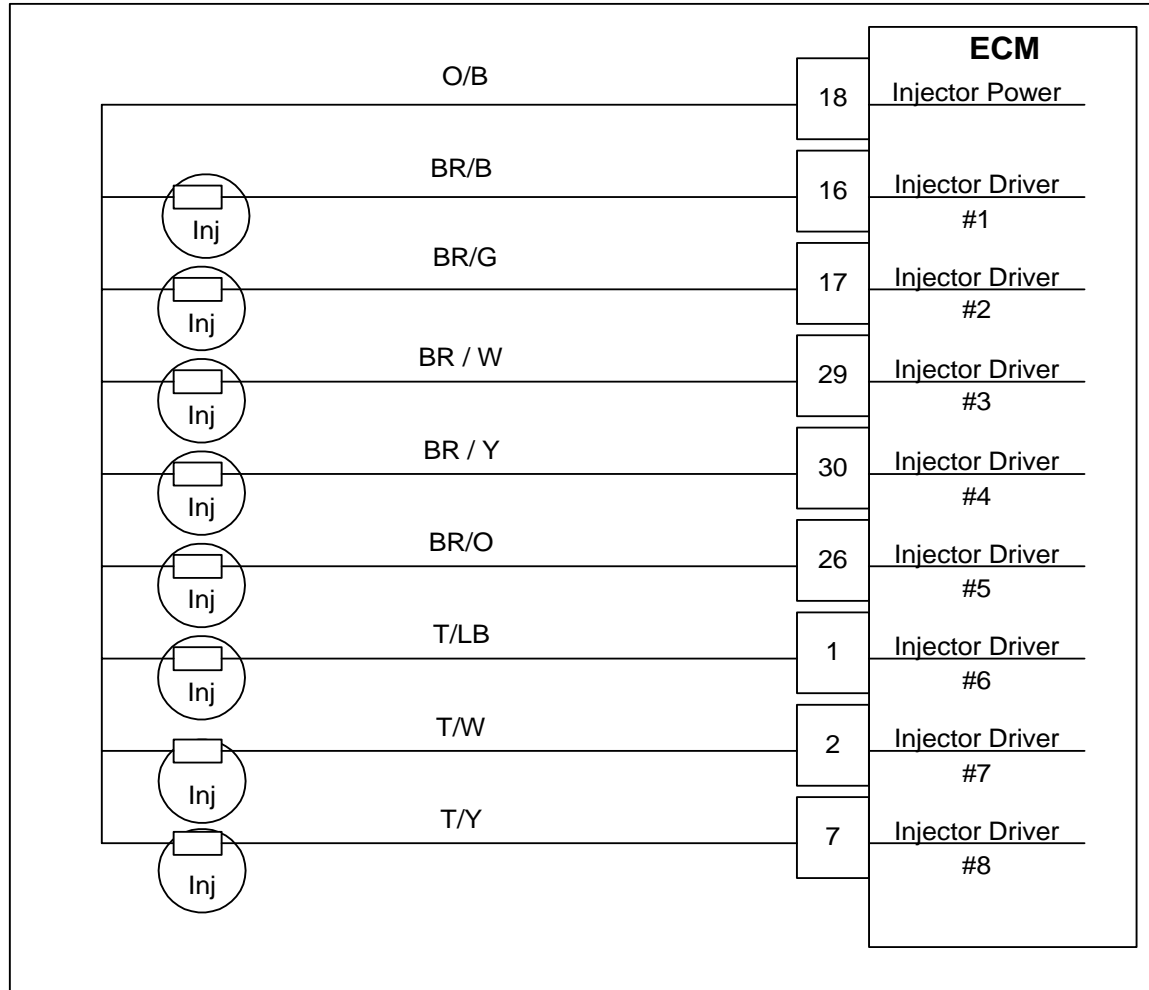 ECM
O/B
18
Injector Power
BR/B
16
Injector Driver
#1
Inj
BR/G
17
Injector Driver
#2
Inj
BR / W
29
Injector Driver
#3
Inj
BR / Y
30
Injector Driver
#4
Inj
BR/O
26
Injector Driver
#5
Inj
T/LB
1
Injector Driver
#6
Inj
T/W
2
Injector Driver
#7
Inj
T/Y
7
Injector Driver
#8
Inj